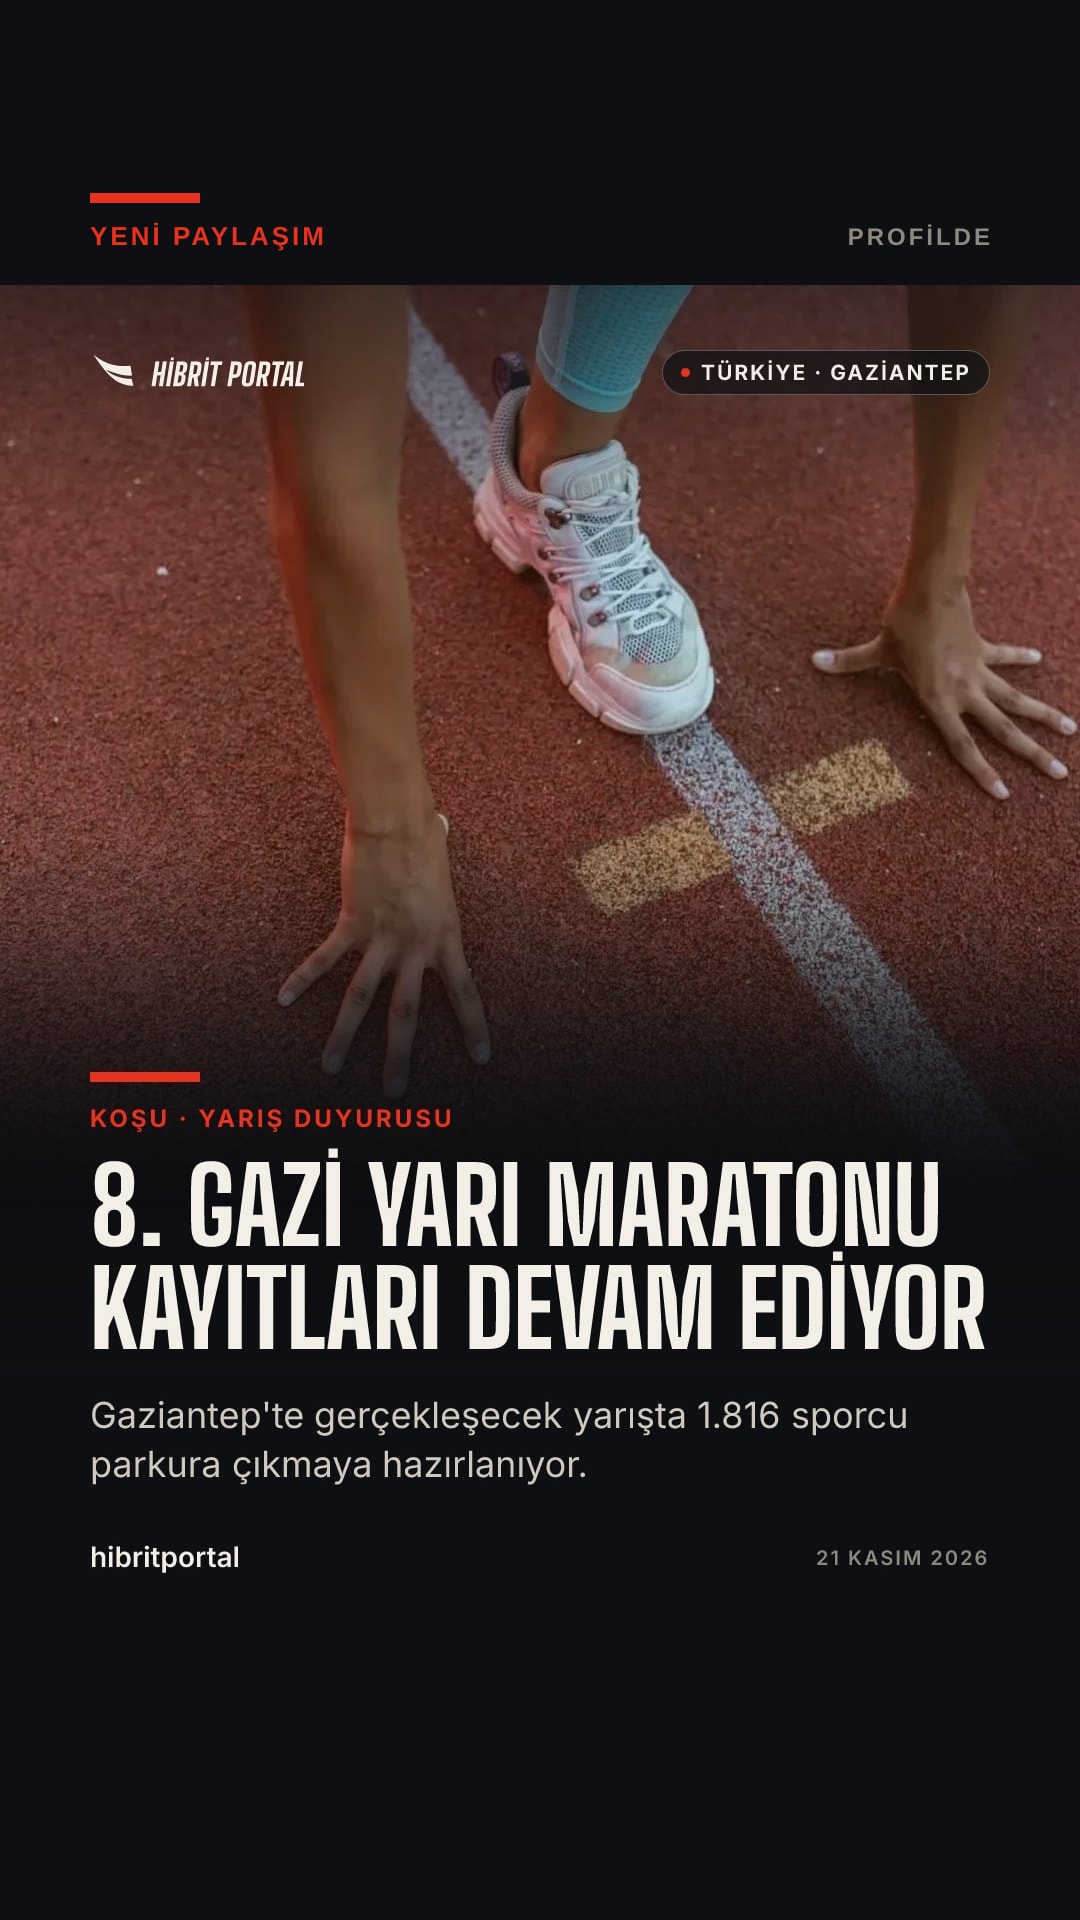 YENİ PAYLAŞIM
PROFİLDE
HİBRİT PORTAL
TÜRKİYE · GAZİANTEP
KOŞU · YARIŞ DUYURUSU
8. GAZİ YARI MARATONU
KAYITLARI DEVAM EDİYOR
Gaziantep'te gerçekleşecek yarışta 1.816 sporcu
parkura çıkmaya hazırlanıyor.
hibritportal
21 KASIM 2026